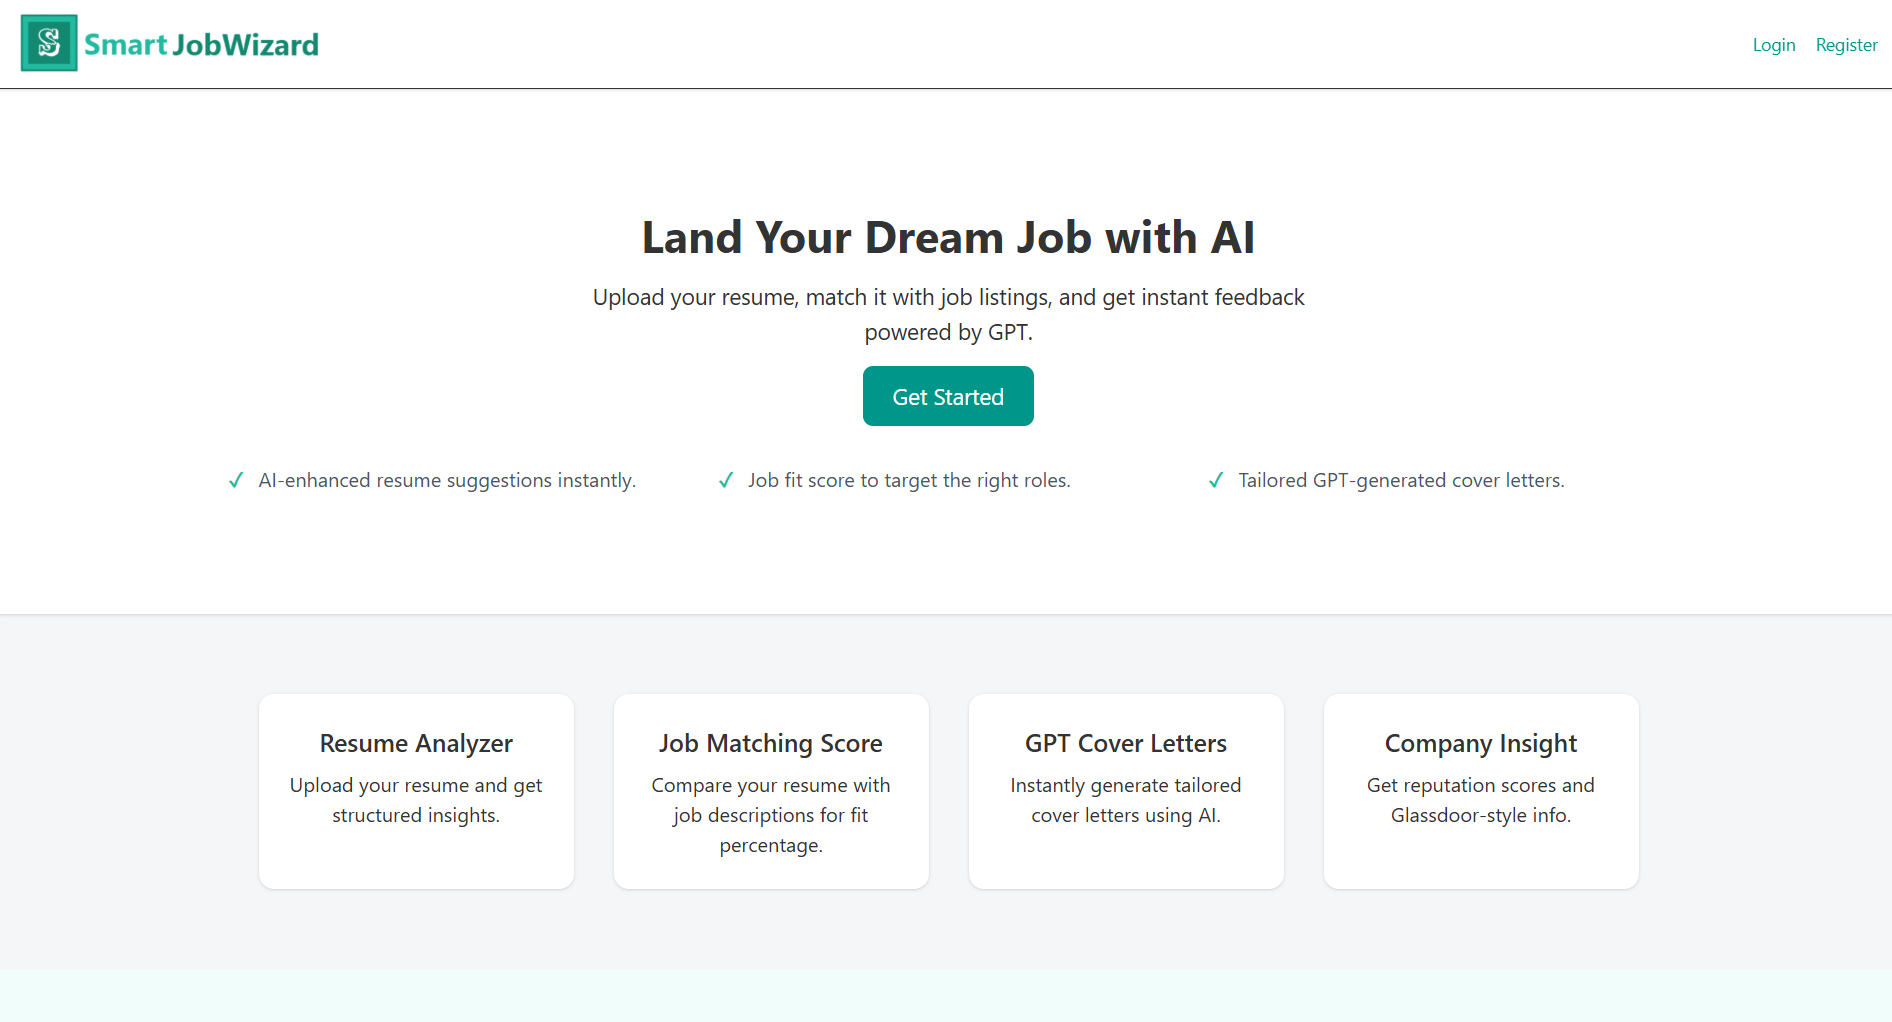 S Smart JobWizard
Login Register
Land Your Dream Job with AI
Upload your resume, match it with job listings, and get instant feedback
powered by GPT.
Get Started
✓ AI-enhanced resume suggestions instantly.
✓ Job fit score to target the right roles.
✓ Tailored GPT-generated cover letters.
Resume Analyzer
Upload your resume and get
structured insights.
Job Matching Score
Compare your resume with
job descriptions for fit
percentage.
GPT Cover Letters
Instantly generate tailored
cover letters using AI.
Company Insight
Get reputation scores and
Glassdoor-style info.